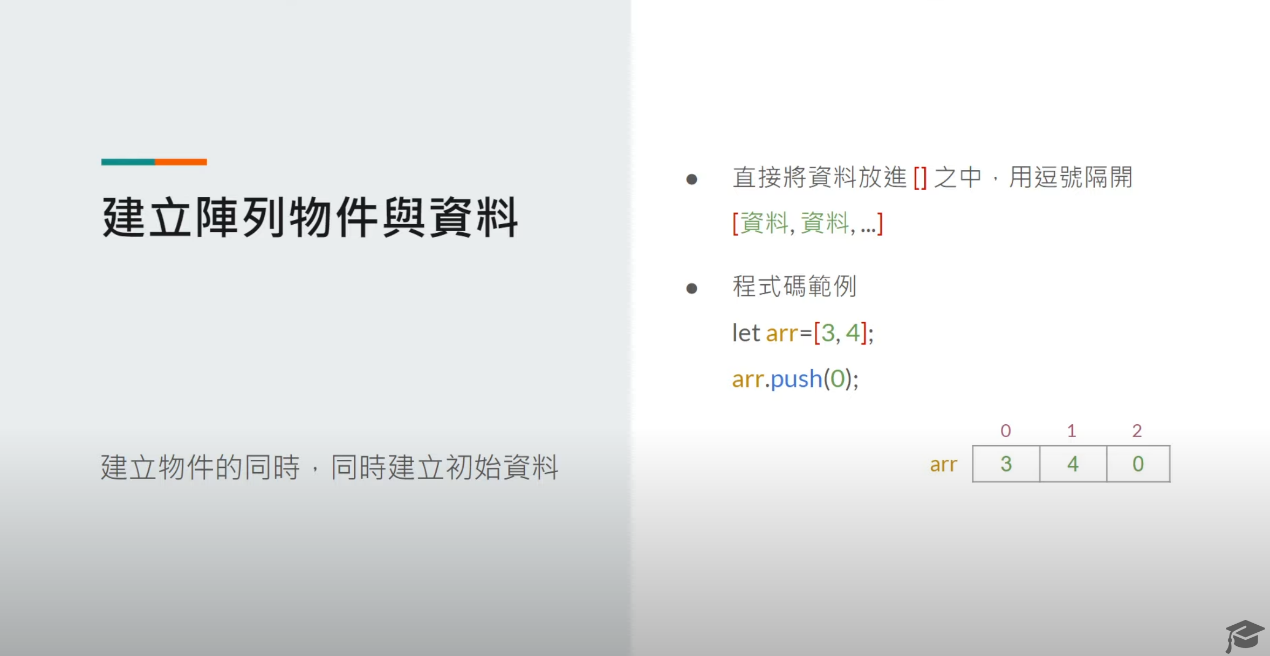 建立陣列物件與資料
建立物件的同時，同時建立初始資料
● 直接將資料放進 [] 之中，用逗號隔開
[資料, 資料, ...]
● 程式碼範例
let arr=[3, 4];
arr.push(0);
0 1 2
arr 3 4 0